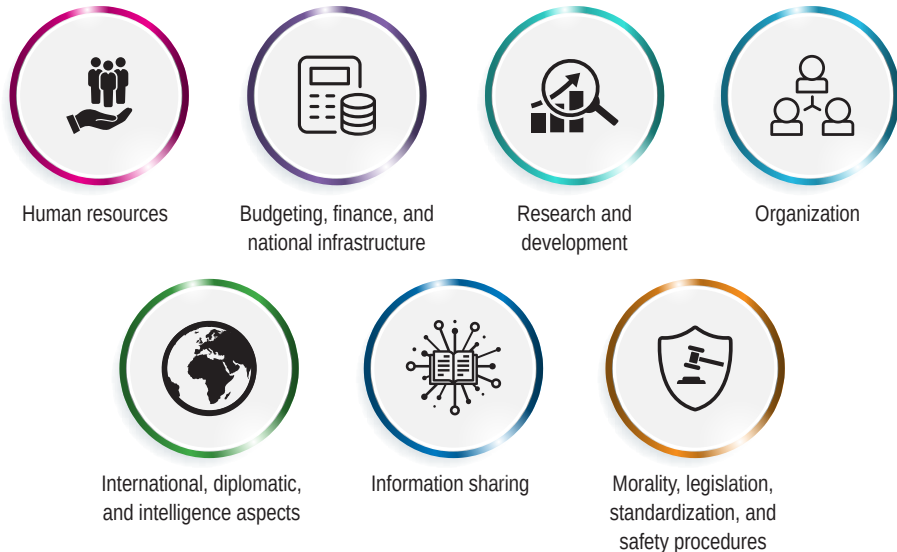 Human resources
Budgeting, finance, and
national infrastructure
Research and
development
Organization
International, diplomatic,
and intelligence aspects
Information sharing
Morality, legislation,
standardization, and
safety procedures